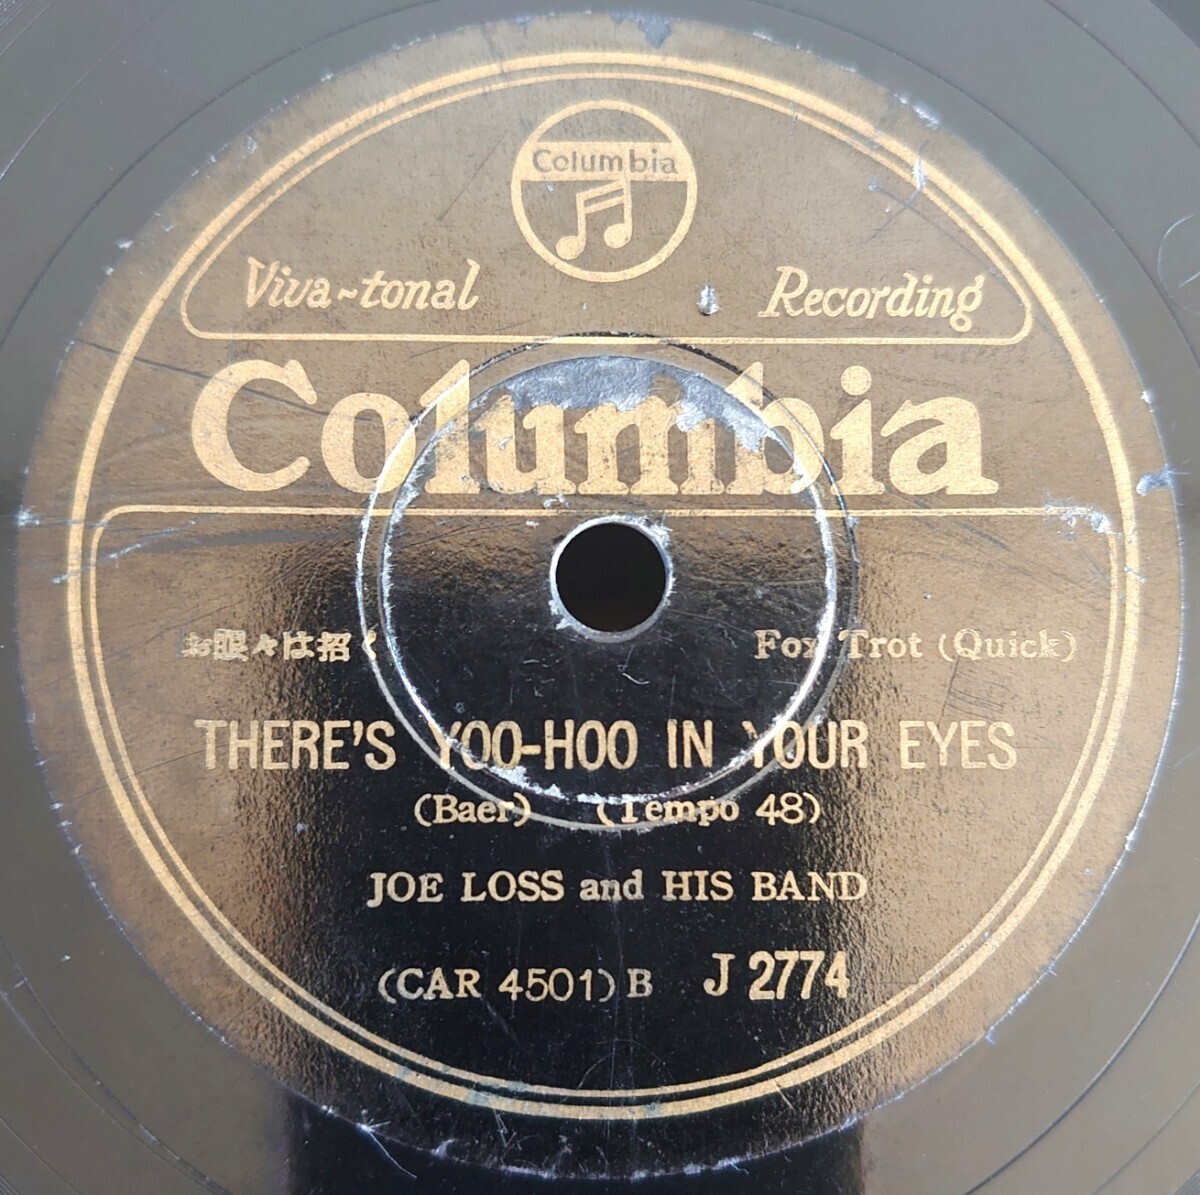 Columbia
Viva-tonal Recording
Columbia
お眼々は招く Fox Trot (Quick)
THERE'S YOO-HOO IN YOUR EYES
(Baer) (Tempo 48)
JOE LOSS and HIS BAND
(CAR 4501) B J 2774